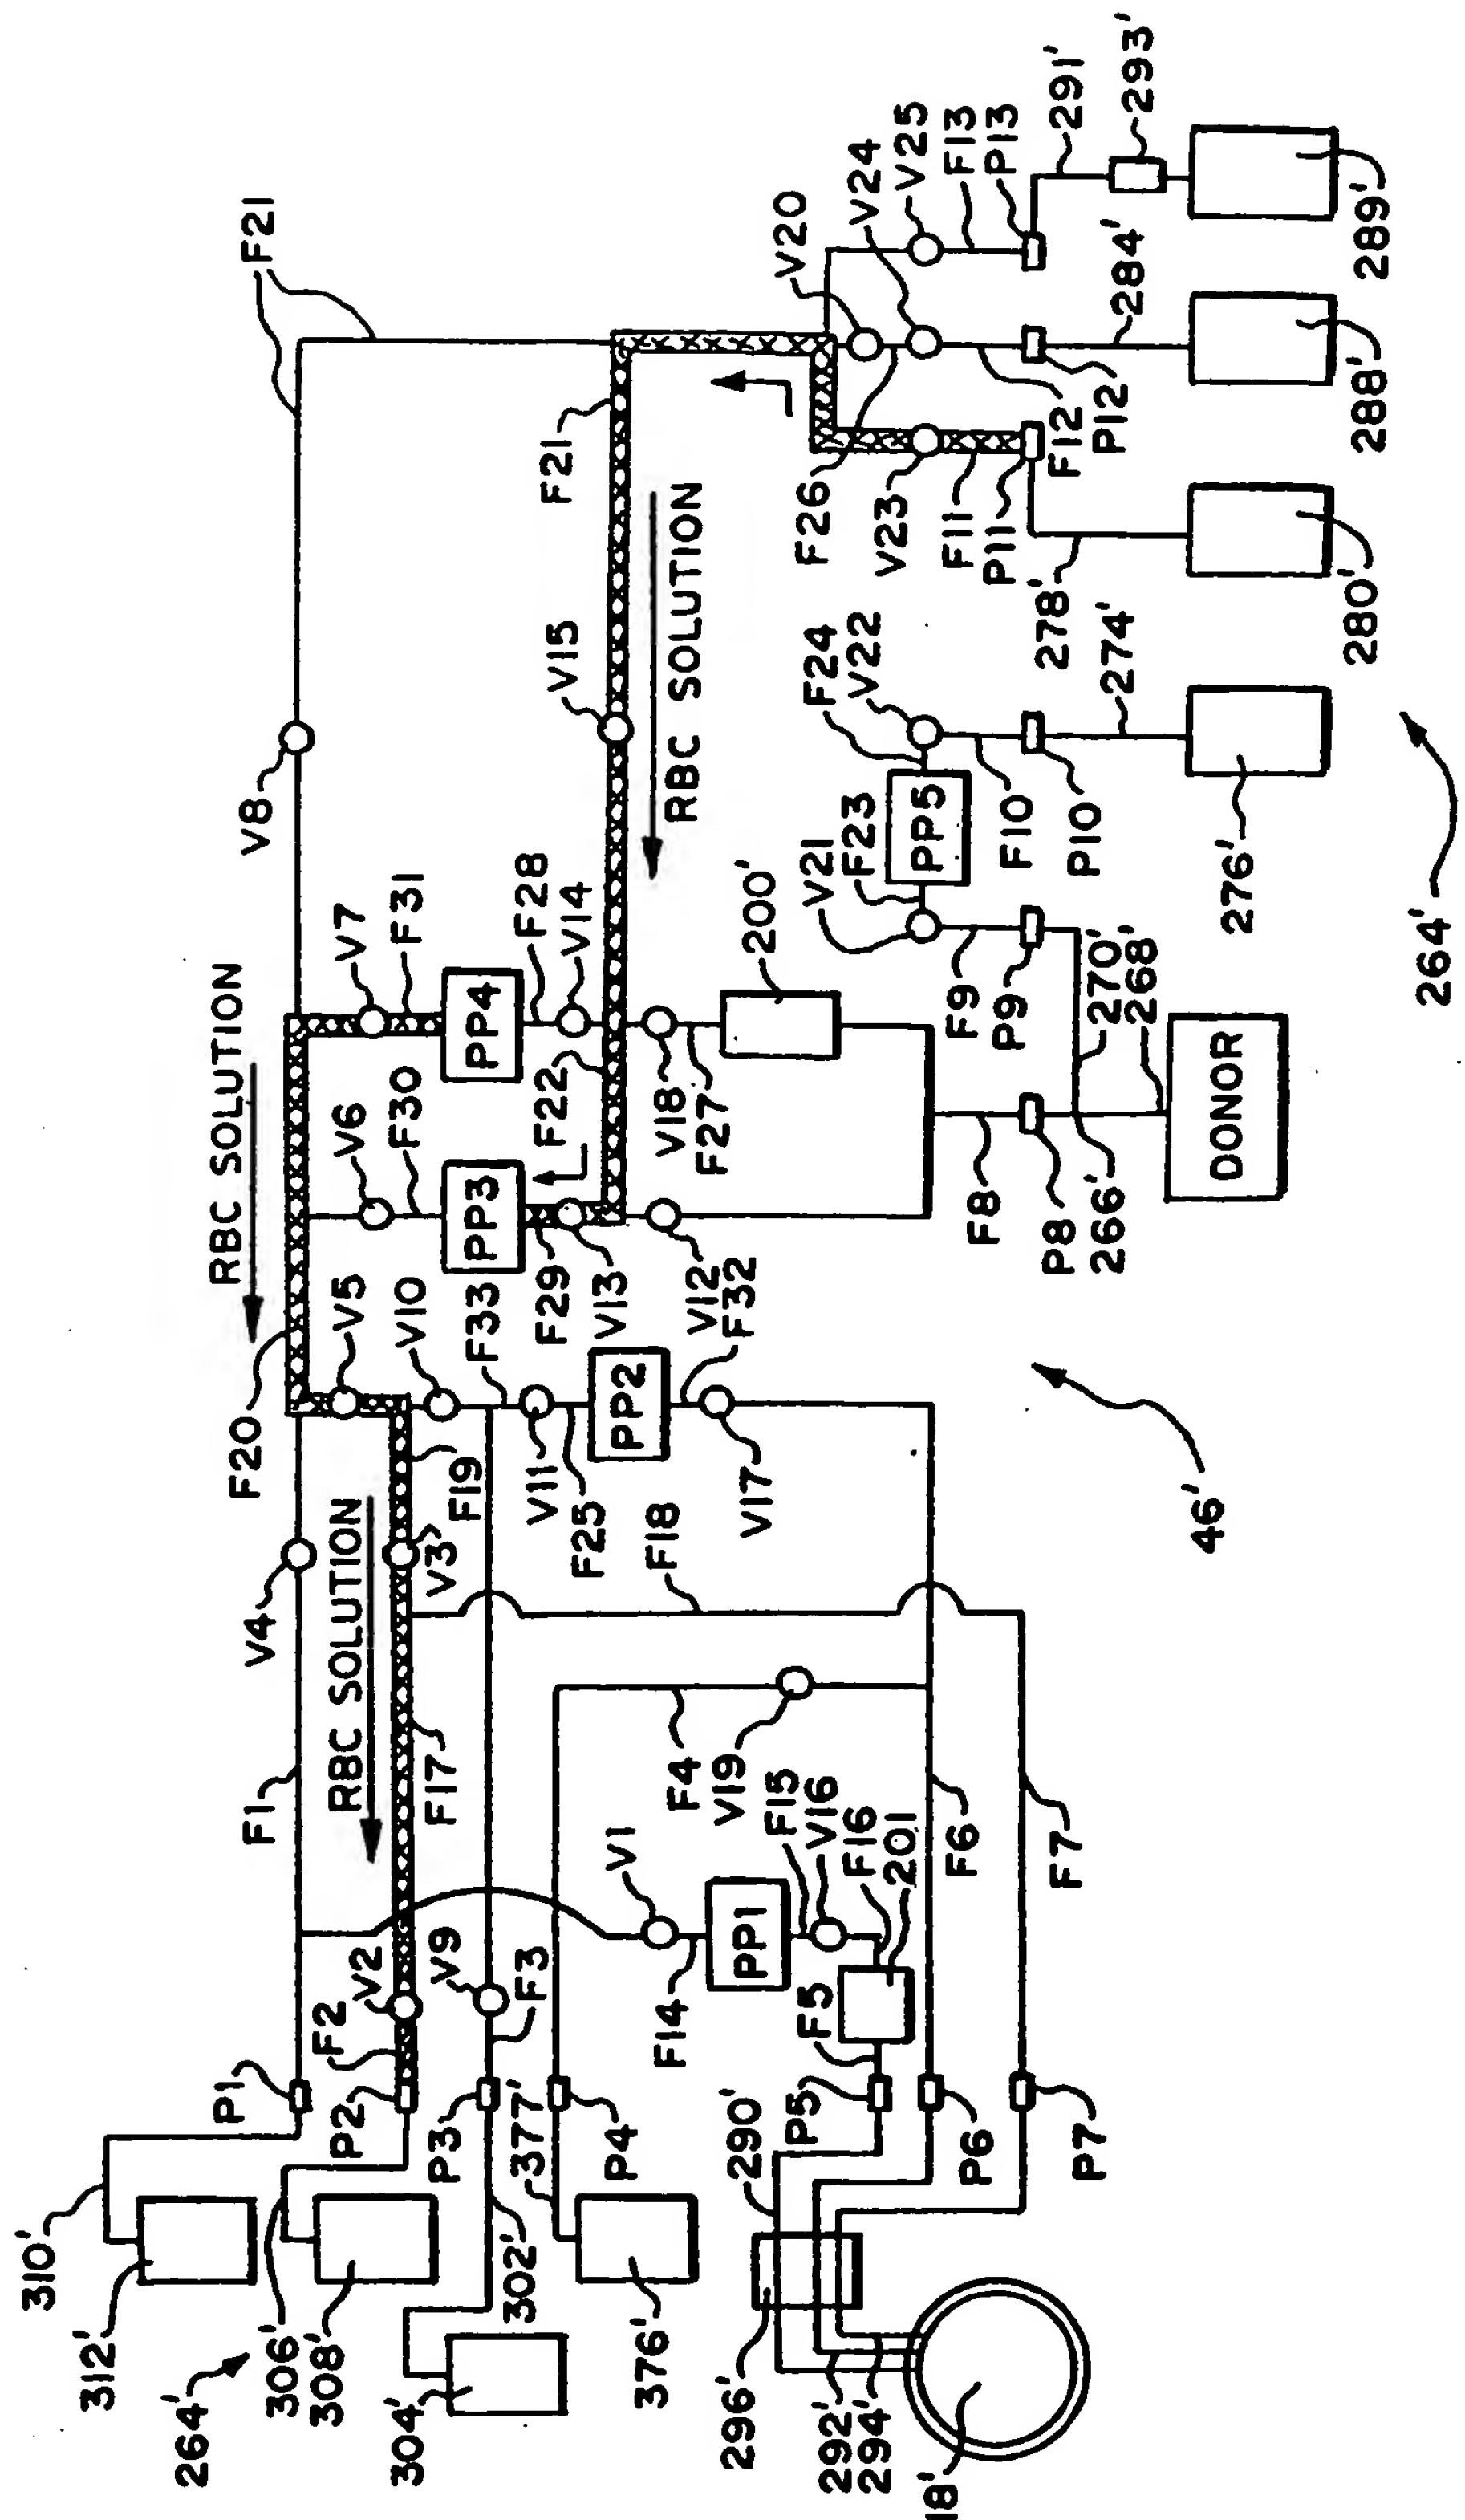 310'
312'
264'
306'
308'
304'
P1
F2
P2
P3
377'
P4
302'
376'
290'
296'
292'
294'
18'
P5
P6
P7
V2
V9
F3
F14
PP1
F5
V1
F15
V16
F16
201
F1
F17
F4
V19
F6
F7
RBC SOLUTION
V4
V3
F18
F19
F20
V5
V10
F33
V11
F25
PP2
V17
V12
F32
46'
RBC SOLUTION
V6
F30
PP3
F29
V13
F22
V7
F31
PP4
F28
V14
V18
F27
200'
F8
P8
266'
DONOR
270'
268'
F9
P9
V8
V15
RBC SOLUTION
V21
F23
PP5
F24
V22
F10
P10
274'
276'
264'
F21
F21
F26
V23
F11
P11
278'
280'
V20
V24
F12
P12
284'
288'
V25
F13
P13
291'
293'
289'